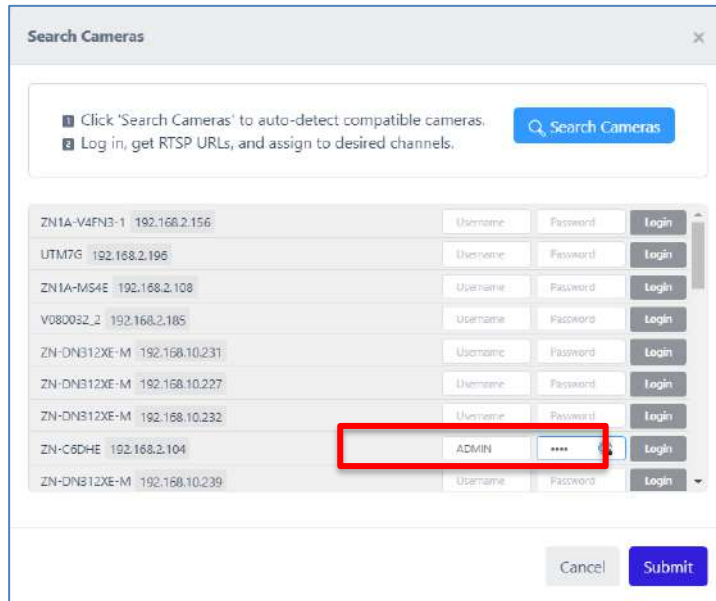 Search Cameras ×
1 Click 'Search Cameras' to auto-detect compatible cameras.
2 Log in, get RTSP URLs, and assign to desired channels.
Search Cameras
ZN1A-V4FN3-1 192.168.2.156 Username Password Login
UTM7G 192.168.2.196 Username Password Login
ZN1A-MS4E 192.168.2.108 Username Password Login
V080032_2 192.168.2.185 Username Password Login
ZN-DN312XE-M 192.168.10.231 Username Password Login
ZN-DN312XE-M 192.168.10.227 Username Password Login
ZN-DN312XE-M 192.168.10.232 Username Password Login
ZN-C6DHE 192.168.2.104 ADMIN •••• Login
ZN-DN312XE-M 192.168.10.239 Username Password Login
Cancel Submit